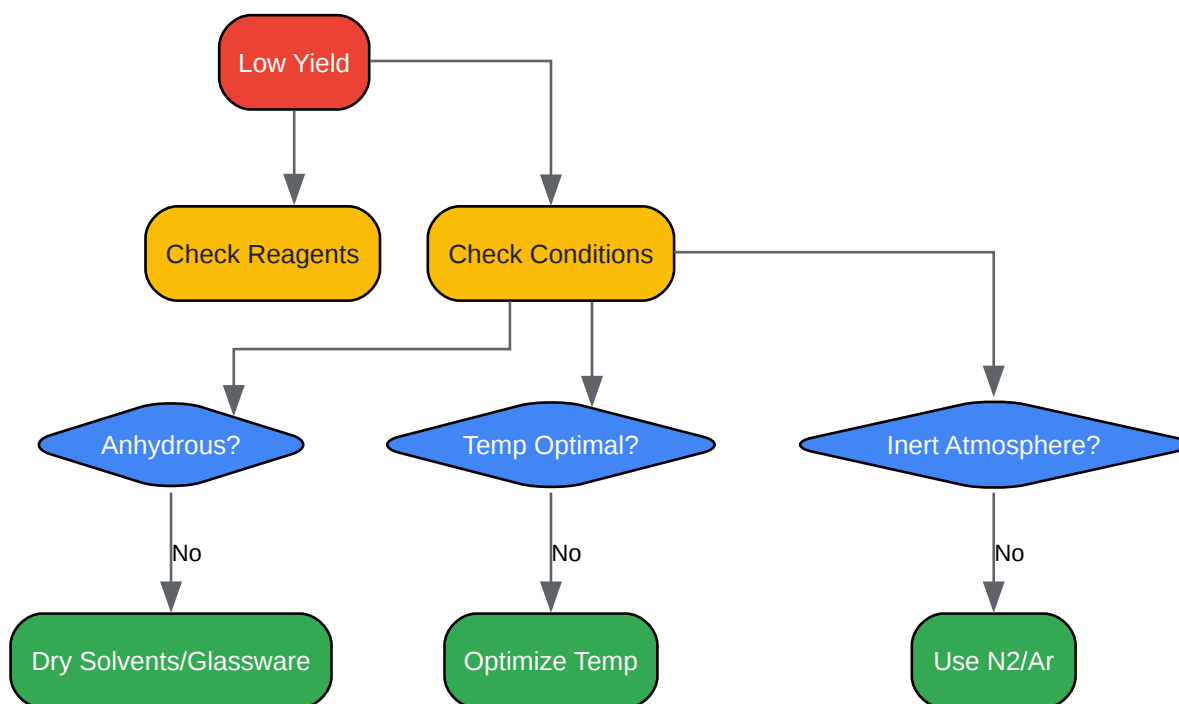 Low Yield
Check Reagents
Check Conditions
Anhydrous?
Temp Optimal?
Inert Atmosphere?
No
No
No
Dry Solvents/Glassware
Optimize Temp
Use N2/Ar